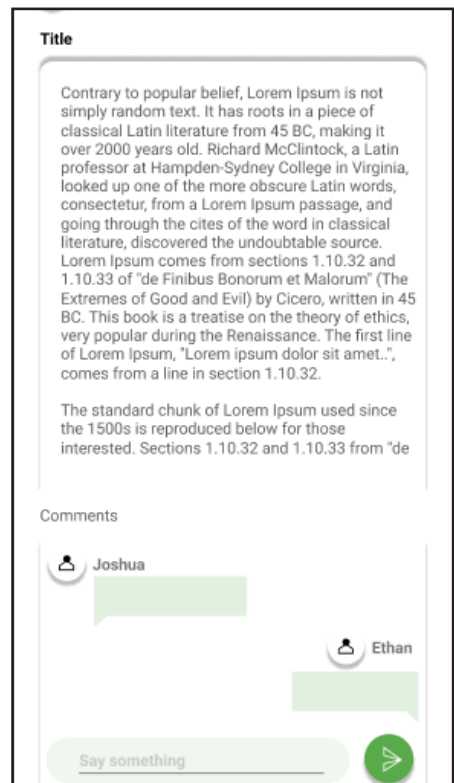 Title
Contrary to popular belief, Lorem Ipsum is not
simply random text. It has roots in a piece of
classical Latin literature from 45 BC, making it
over 2000 years old. Richard McClintock, a Latin
professor at Hampden-Sydney College in Virginia,
looked up one of the more obscure Latin words,
consectetur, from a Lorem Ipsum passage, and
going through the cites of the word in classical
literature, discovered the undoubtable source.
Lorem Ipsum comes from sections 1.10.32 and
1.10.33 of "de Finibus Bonorum et Malorum" (The
Extremes of Good and Evil) by Cicero, written in 45
BC. This book is a treatise on the theory of ethics,
very popular during the Renaissance. The first line
of Lorem Ipsum, "Lorem ipsum dolor sit amet..",
comes from a line in section 1.10.32.
The standard chunk of Lorem Ipsum used since
the 1500s is reproduced below for those
interested. Sections 1.10.32 and 1.10.33 from "de
Comments
Joshua
Ethan
Say something